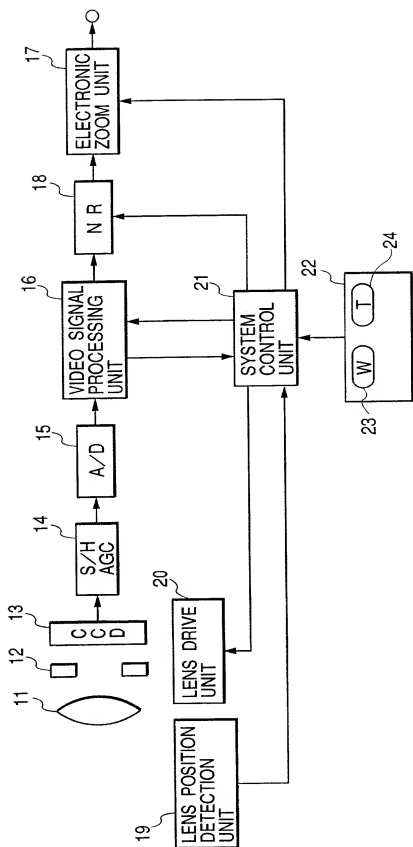 11
12
13
C
C
D
14
S/H
AGC
15
A/D
16
VIDEO SIGNAL
PROCESSING
UNIT
18
N R
17
ELECTRONIC
ZOOM UNIT
19
LENS POSITION
DETECTION
UNIT
20
LENS DRIVE
UNIT
21
SYSTEM
CONTROL
UNIT
22
W
T
23
24